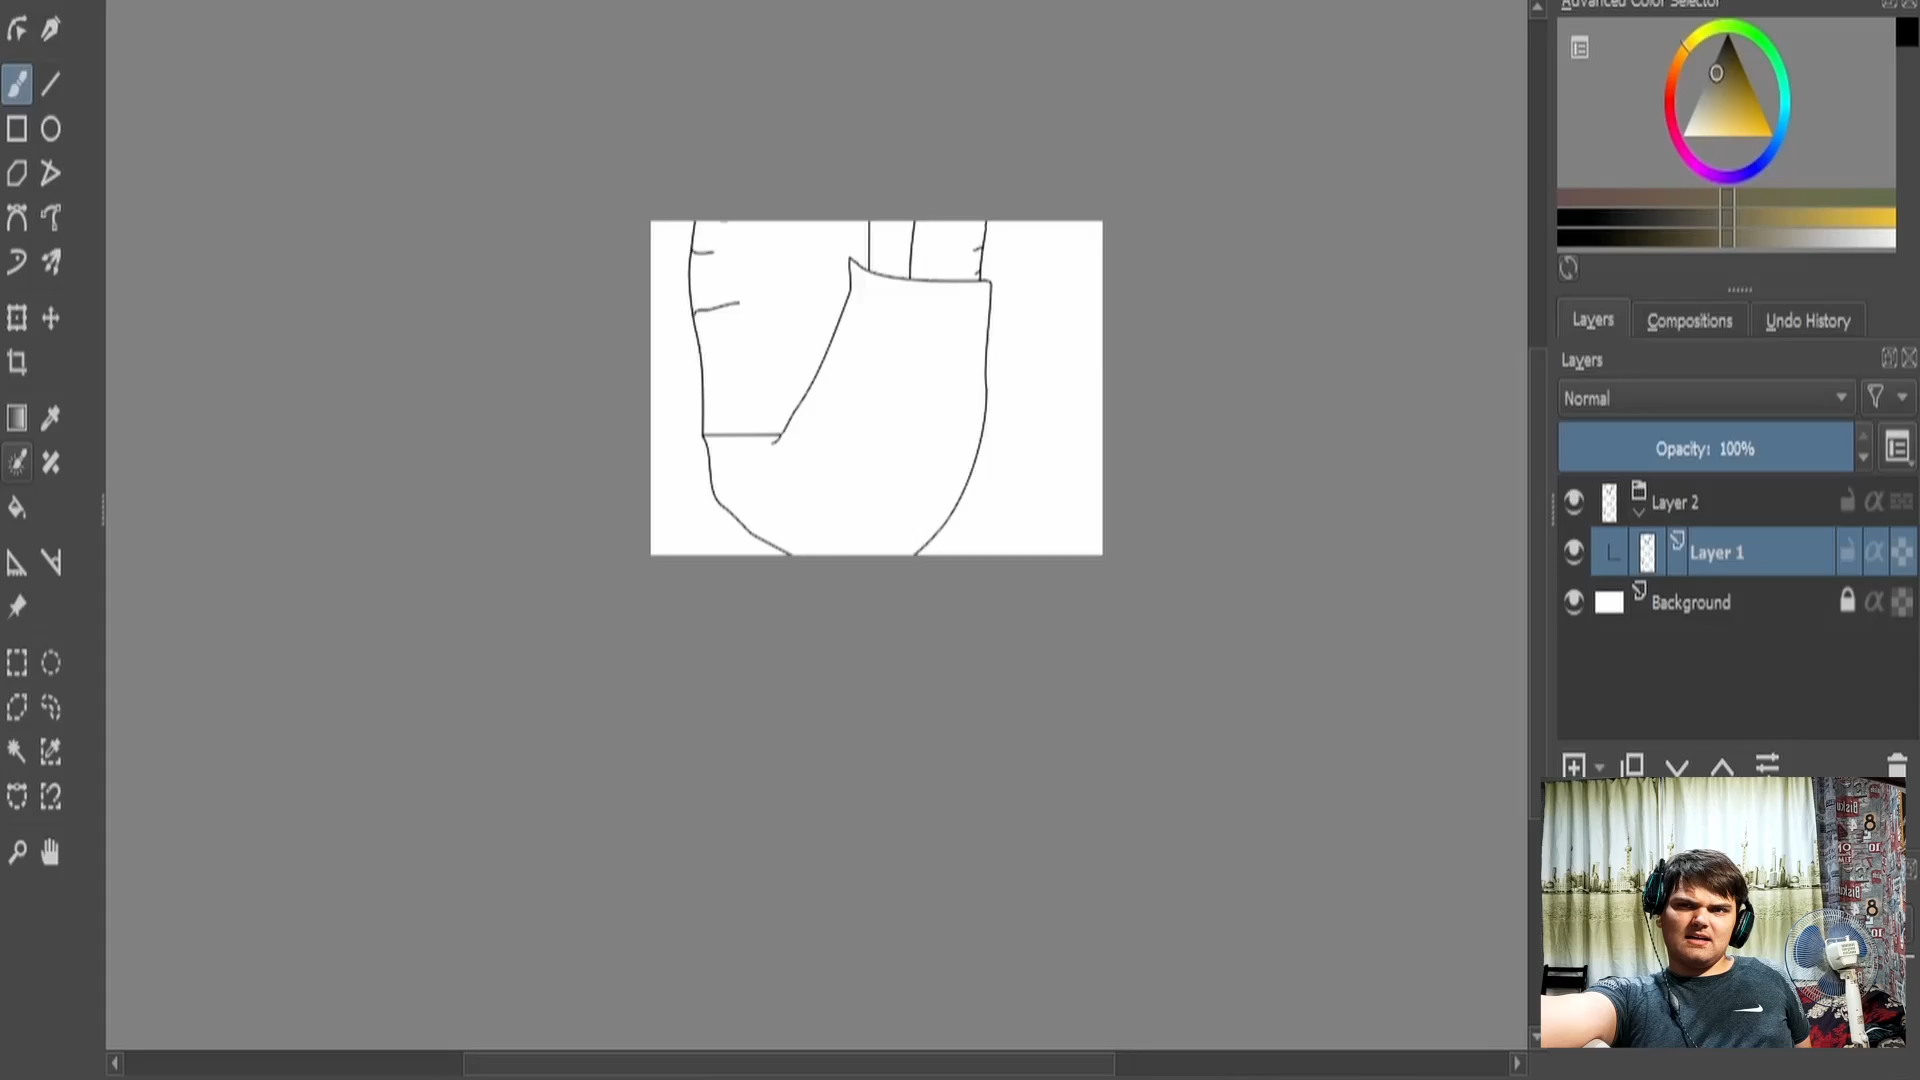 Advanced Color Selector
Layers
Compositions
Undo History
Layers
Normal
Opacity: 100%
Layer 2
Layer 1
Background